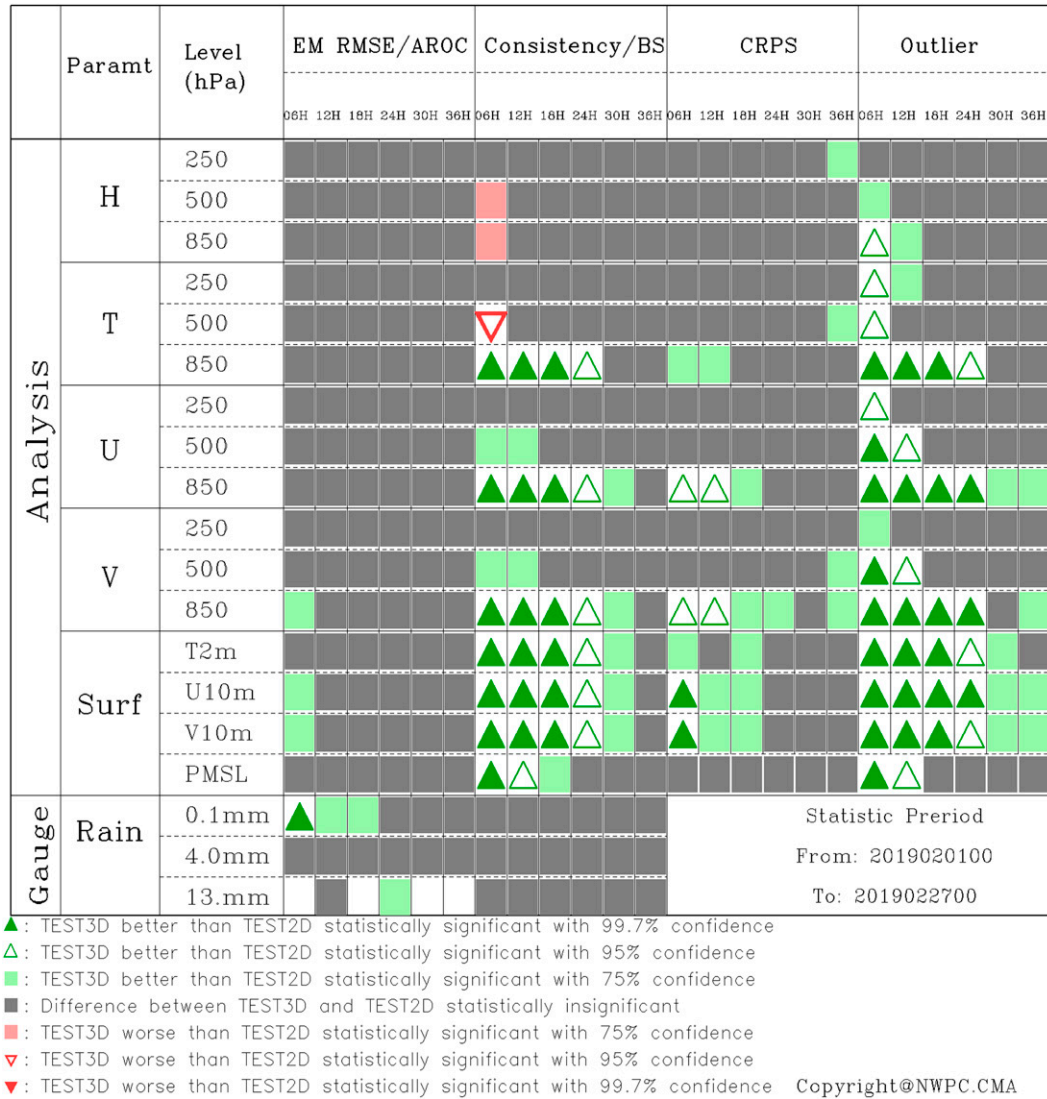 Paramt
Level
(hPa)
EM RMSE/AROC
Consistency/BS
CRPS
Outlier
06H 12H 18H 24H 30H 36H 06H 12H 18H 24H 30H 36H 06H 12H 18H 24H 30H 36H 06H 12H 18H 24H 30H 36H
Analysis
H
250
500
850
T
250
500
850
U
250
500
850
V
250
500
850
Surf
T2m
U10m
V10m
PMSL
Gauge
Rain
0.1mm
4.0mm
13.mm
Statistic Preriod
From: 2019020100
To: 2019022700
: TEST3D better than TEST2D statistically significant with 99.7% confidence
: TEST3D better than TEST2D statistically significant with 95% confidence
: TEST3D better than TEST2D statistically significant with 75% confidence
: Difference between TEST3D and TEST2D statistically insignificant
: TEST3D worse than TEST2D statistically significant with 75% confidence
: TEST3D worse than TEST2D statistically significant with 95% confidence
: TEST3D worse than TEST2D statistically significant with 99.7% confidence Copyright@NWPC.CMA